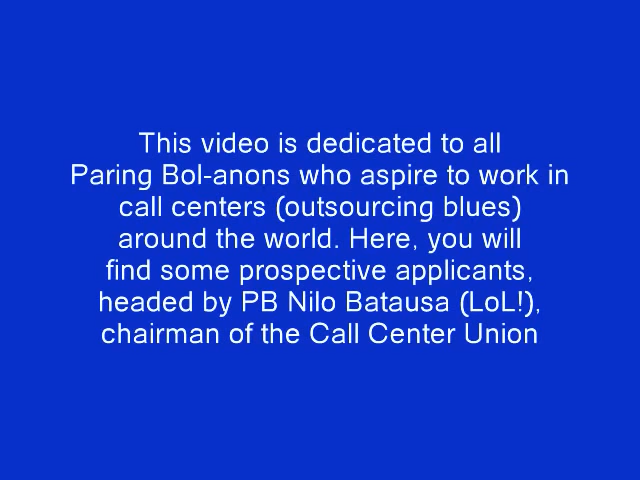 This video is dedicated to all
Paring Bol-anons who aspire to work in
call centers (outsourcing blues)
around the world. Here, you will
find some prospective applicants,
headed by PB Nilo Batausa (LoL!),
chairman of the Call Center Union